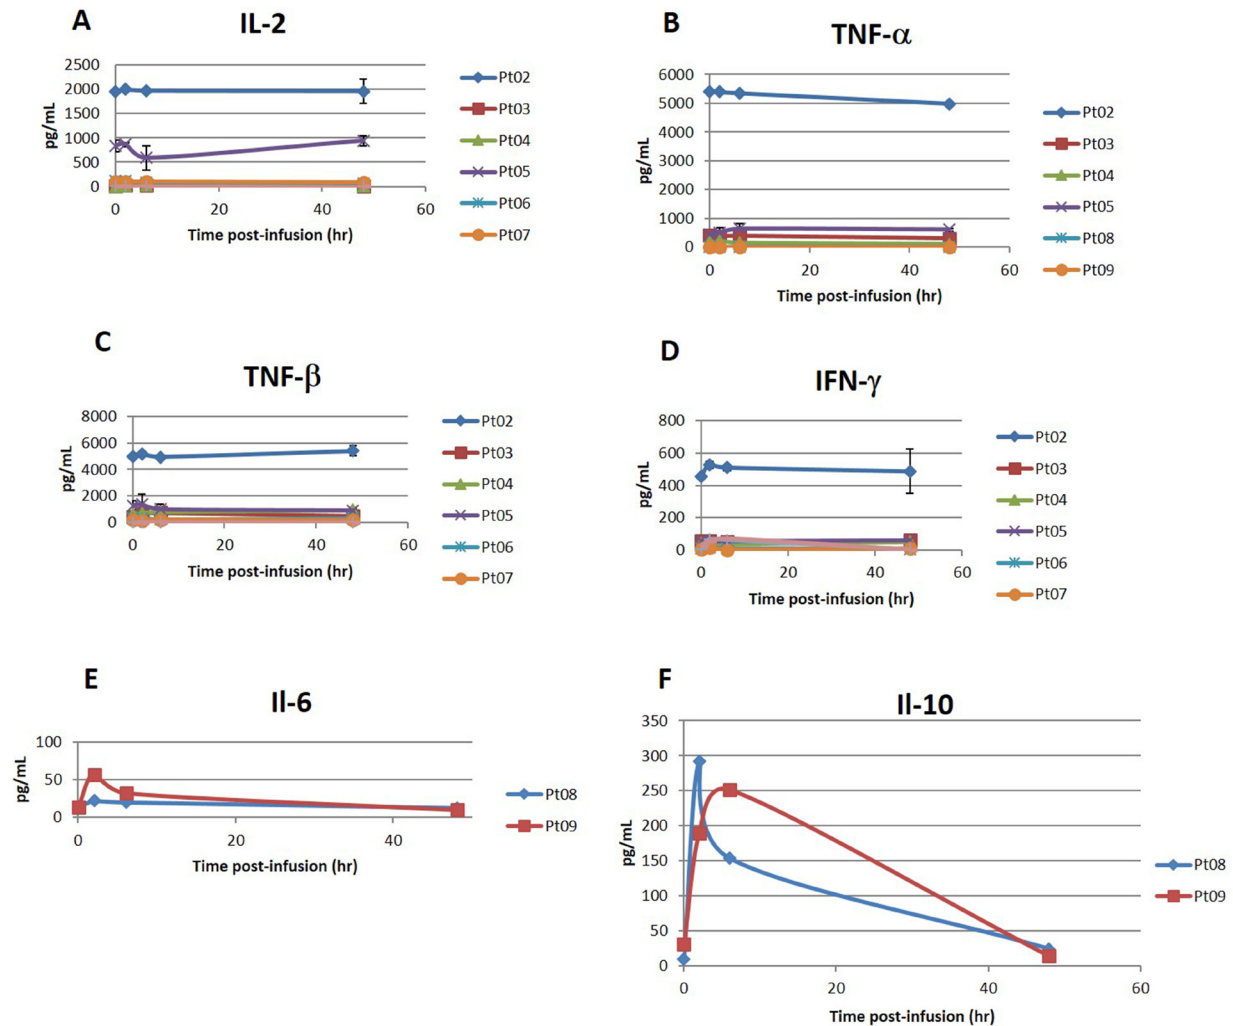 A
IL-2
pg/mL
2500
2000
1500
1000
500
0
0 20 40 60
Time post-infusion (hr)
Pt02
Pt03
Pt04
Pt05
Pt06
Pt07
B
TNF-α
pg/mL
6000
5000
4000
3000
2000
1000
0
0 20 40 60
Time post-infusion (hr)
Pt02
Pt03
Pt04
Pt05
Pt08
Pt09
C
TNF-β
pg/mL
8000
6000
4000
2000
0
0 20 40 60
Time post-infusion (hr)
Pt02
Pt03
Pt04
Pt05
Pt06
Pt07
D
IFN-γ
pg/mL
800
600
400
200
0
0 20 40 60
Time post-infusion (hr)
Pt02
Pt03
Pt04
Pt05
Pt06
Pt07
E
Il-6
pg/mL
100
50
0
0 20 40
Time post-infusion (hr)
Pt08
Pt09
F
Il-10
pg/mL
350
300
250
200
150
100
50
0
0 20 40 60
Time post-infusion (hr)
Pt08
Pt09